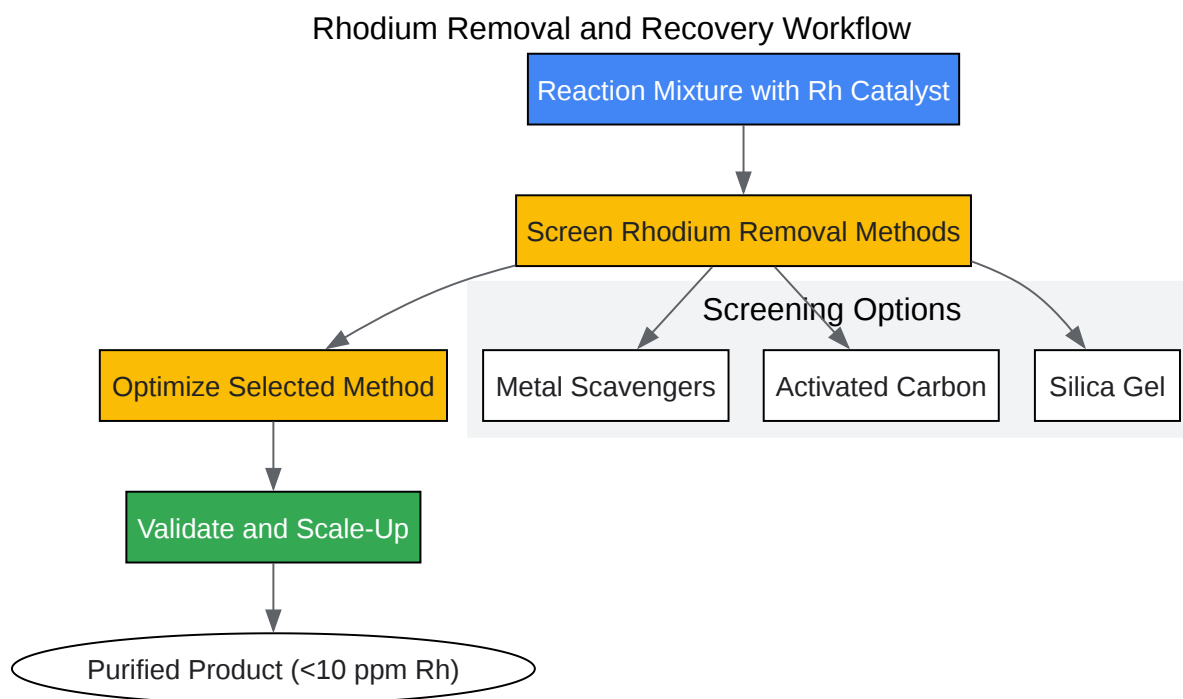 Rhodium Removal and Recovery Workflow
Reaction Mixture with Rh Catalyst
Screen Rhodium Removal Methods
Screening Options
Optimize Selected Method
Metal Scavengers
Activated Carbon
Silica Gel
Validate and Scale-Up
Purified Product (<10 ppm Rh)